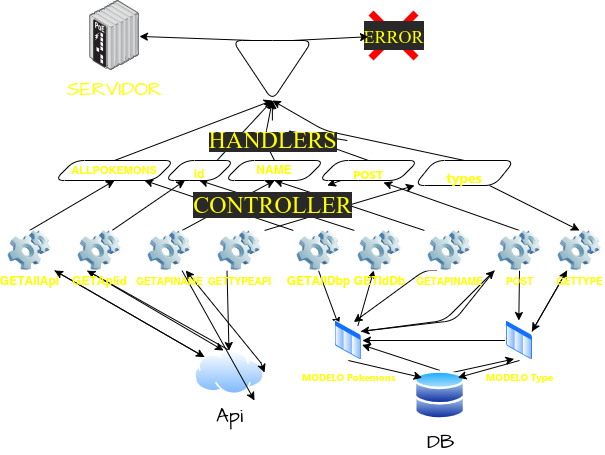 PoE
ERROR
SERVIDOR
HANDLERS
ALLPOKEMONS
id
NAME
POST
types
CONTROLLER
GETAllApi
GETApiid
GETAPINAME
GETTYPEAPI
GETAllDbp
GETIdDb
GETAPINAME
POST
GETTYPE
MODELO Pokemons
MODELO Type
Api
DB